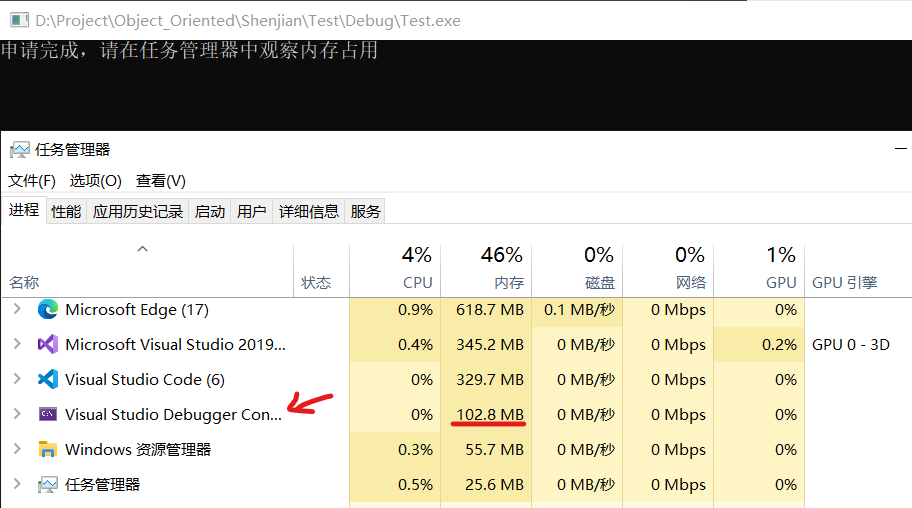 D:\Project\Object_Oriented\Shenjian\Test\Debug\Test.exe
申请完成，请在任务管理器中观察内存占用
任务管理器
文件(F) 选项(O) 查看(V)
进程 性能 应用历史记录 启动 用户 详细信息 服务
4% 46% 0% 0% 1%
名称 状态 CPU 内存 磁盘 网络 GPU GPU 引擎
Microsoft Edge (17) 0.9% 618.7 MB 0.1 MB/秒 0 Mbps 0%
Microsoft Visual Studio 2019... 0.4% 345.2 MB 0 MB/秒 0 Mbps 0.2% GPU 0 - 3D
Visual Studio Code (6) 0% 329.7 MB 0 MB/秒 0 Mbps 0%
C:\ Visual Studio Debugger Con... 0% 102.8 MB 0 MB/秒 0 Mbps 0%
Windows 资源管理器 0.3% 55.7 MB 0 MB/秒 0 Mbps 0%
任务管理器 0.5% 25.6 MB 0 MB/秒 0 Mbps 0%